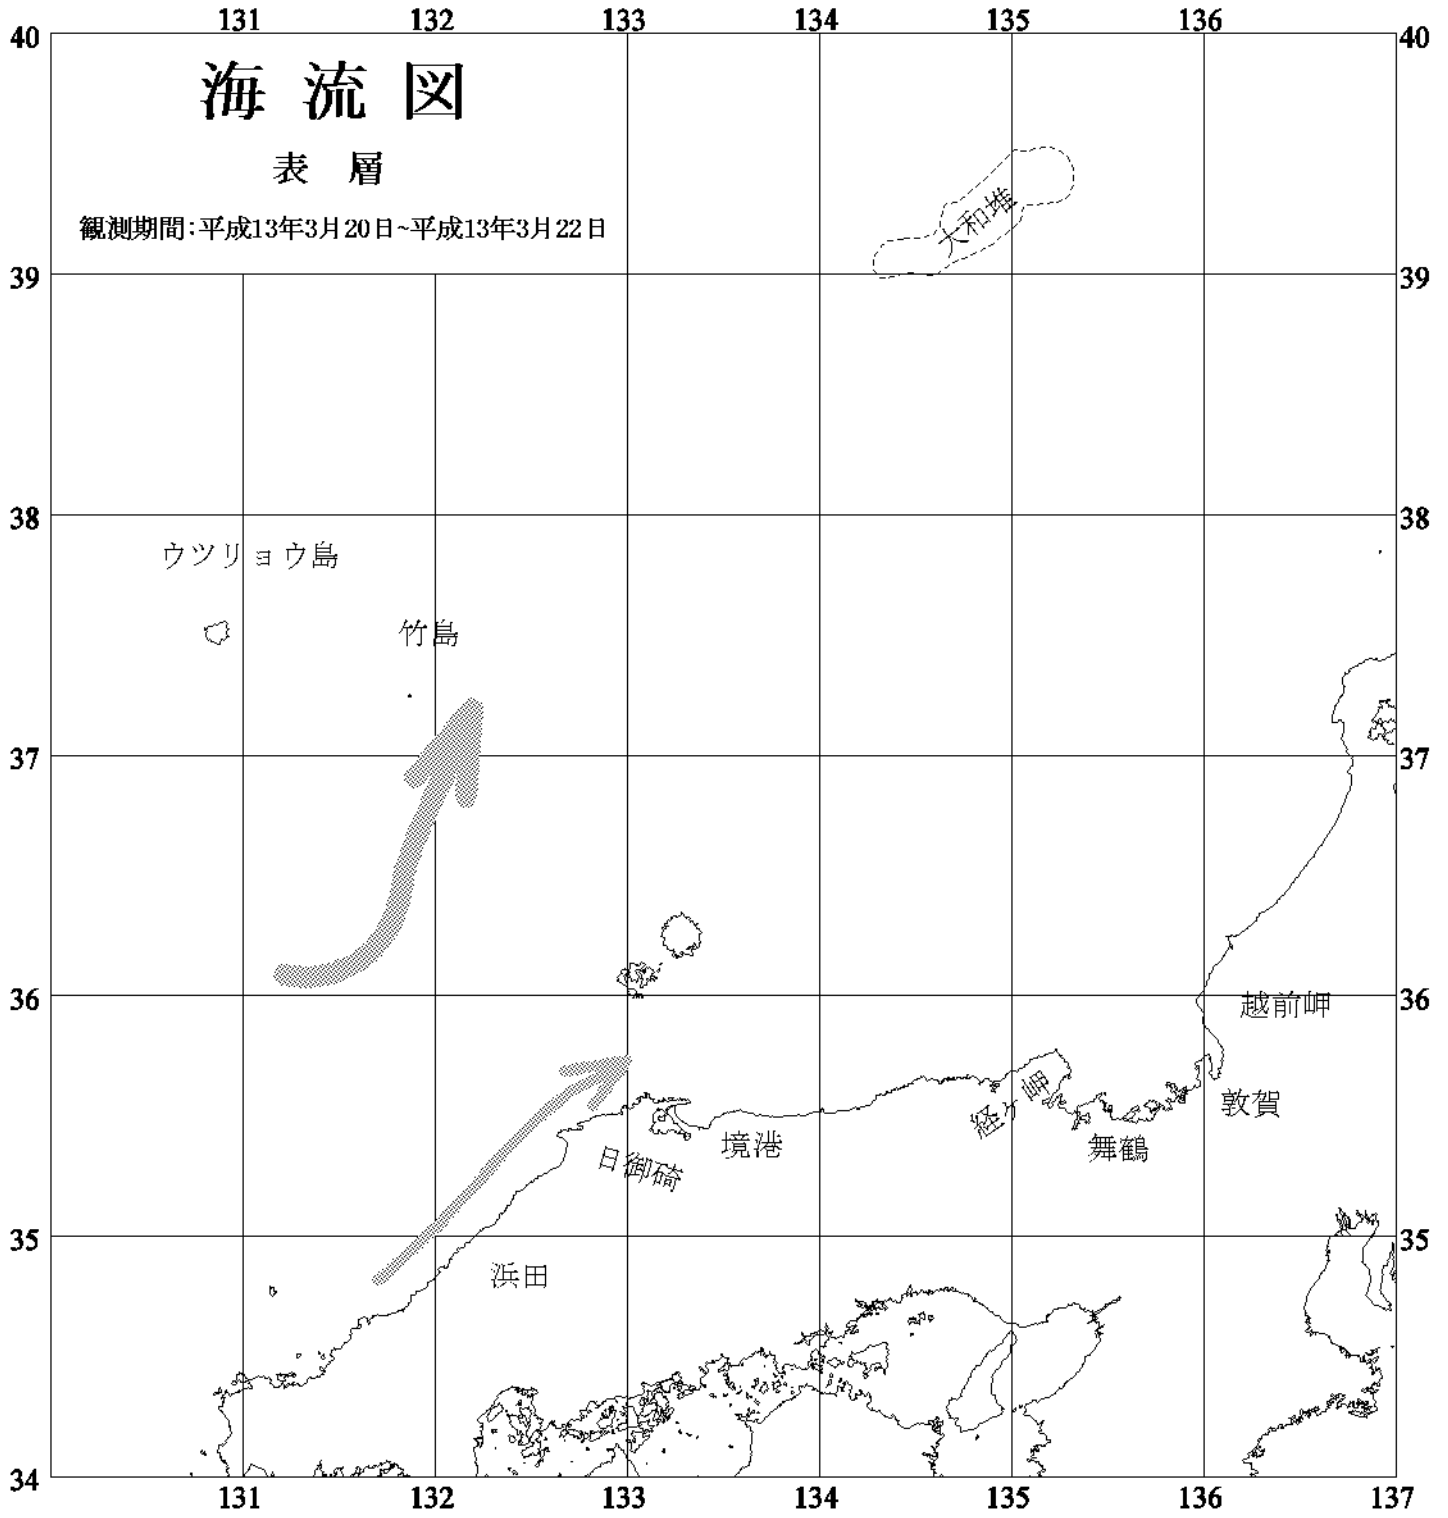 131 132 133 134 135 136
40 40
海流図
表層
観測期間:平成13年3月20日~平成13年3月22日
大和堆
39 39
38 38
ウツリョウ島
竹島
37 37
36 36
越前岬
経ヶ岬
敦賀
境港
舞鶴
日御碕
35 35
浜田
34
131 132 133 134 135 136 137